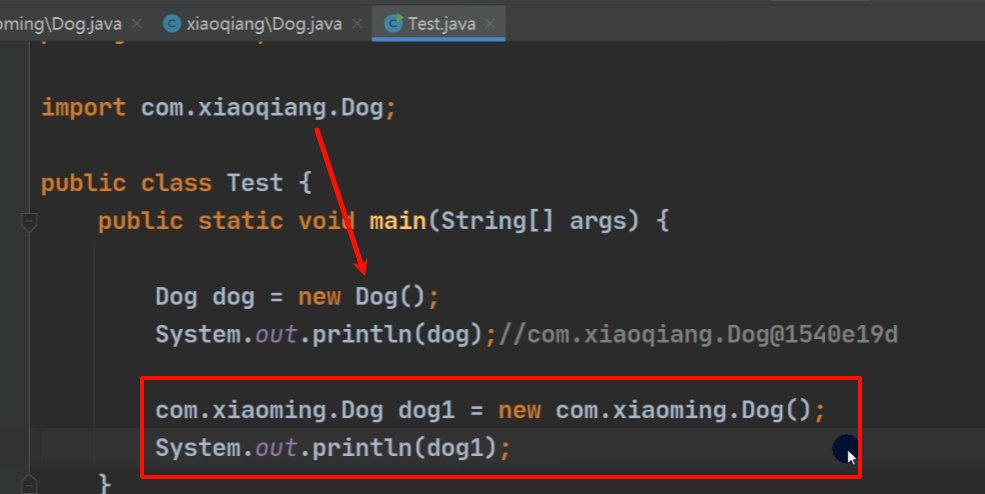 oming\Dog.java xiaoqiang\Dog.java Test.java
import com.xiaoqiang.Dog;
public class Test {
public static void main(String[] args) {
Dog dog = new Dog();
System.out.println(dog);//com.xiaoqiang.Dog@1540e19d
com.xiaoming.Dog dog1 = new com.xiaoming.Dog();
System.out.println(dog1);
}